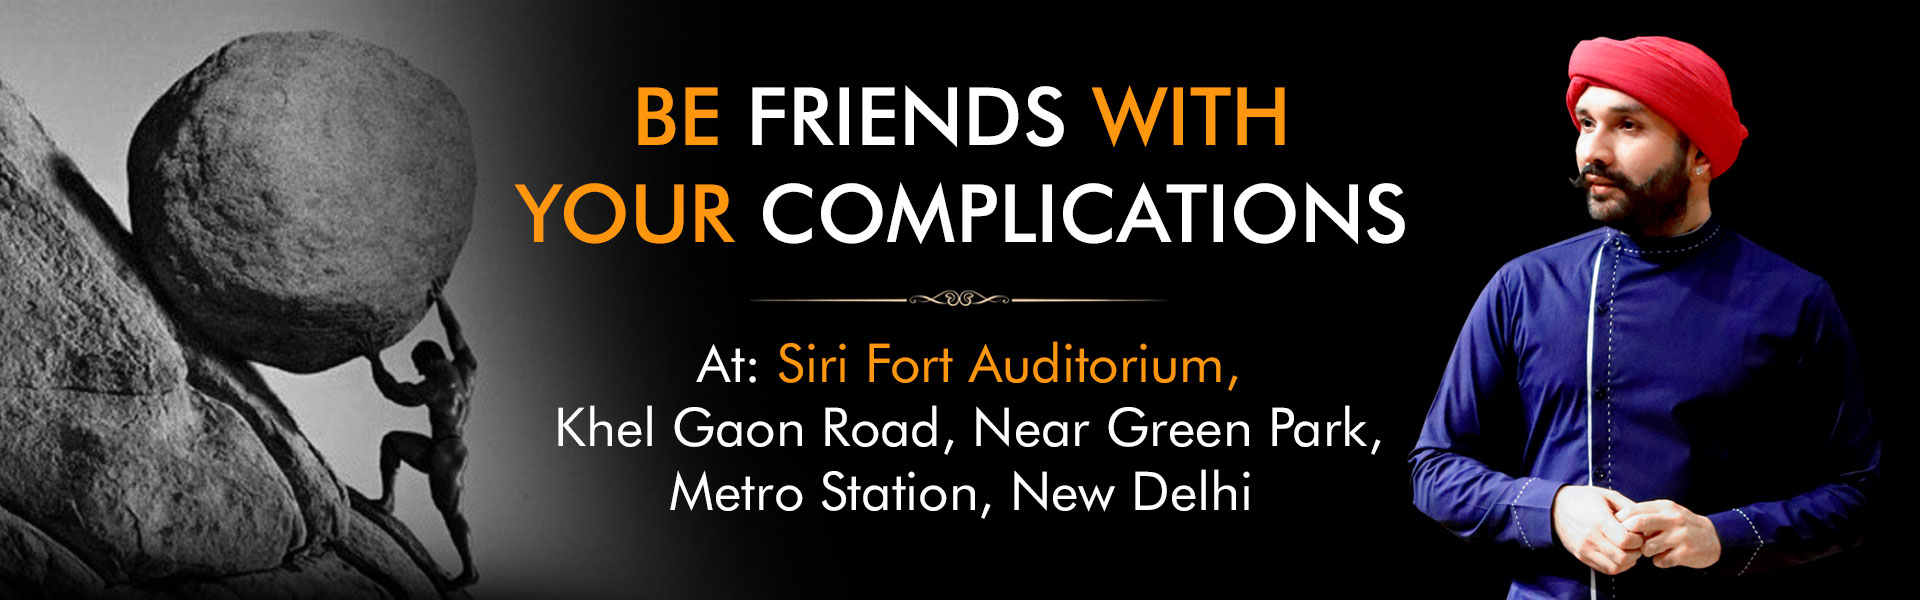 BE FRIENDS WITH
YOUR COMPLICATIONS
At: Siri Fort Auditorium,
Khel Gaon Road, Near Green Park,
Metro Station, New Delhi